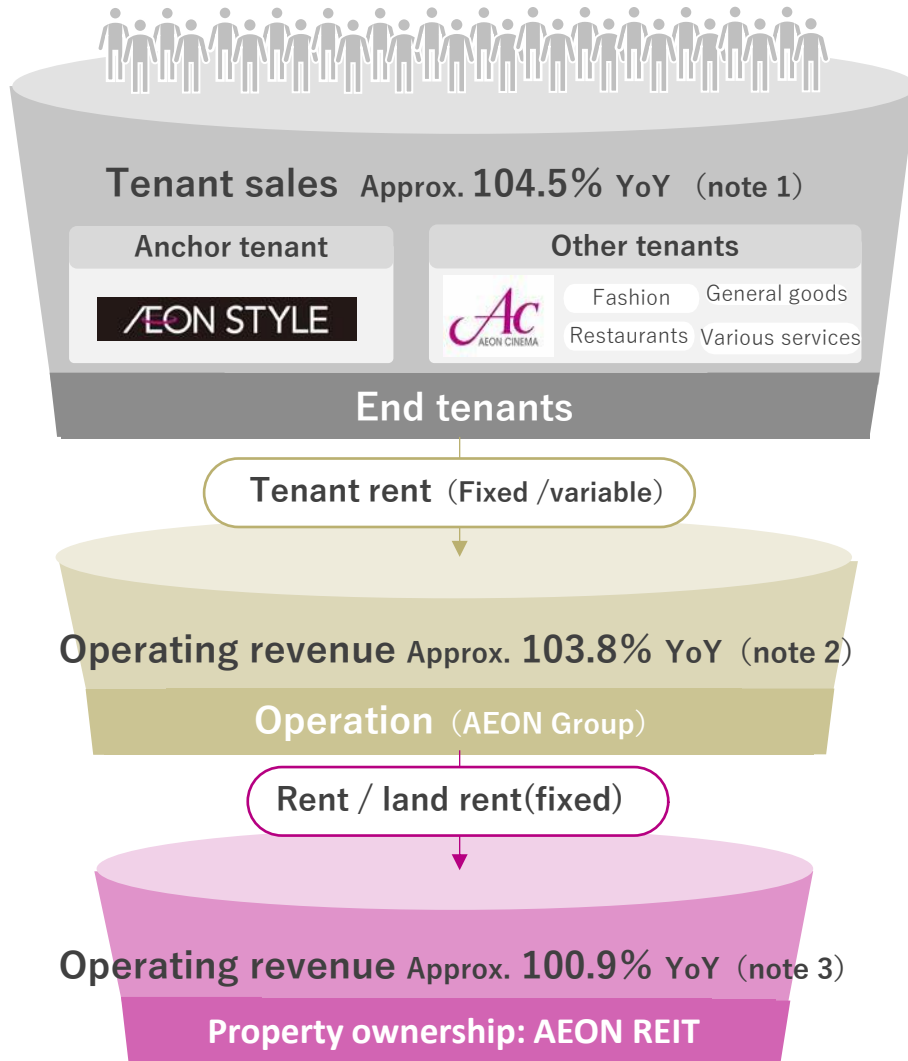 Tenant sales Approx. 104.5% YoY (note 1)
Anchor tenant
Other tenants
ÆON STYLE
Ac
AEON CINEMA
Fashion
General goods
Restaurants
Various services
End tenants
Tenant rent (Fixed /variable)
Operating revenue Approx. 103.8% YoY (note 2)
Operation (AEON Group)
Rent / land rent(fixed)
Operating revenue Approx. 100.9% YoY (note 3)
Property ownership: AEON REIT